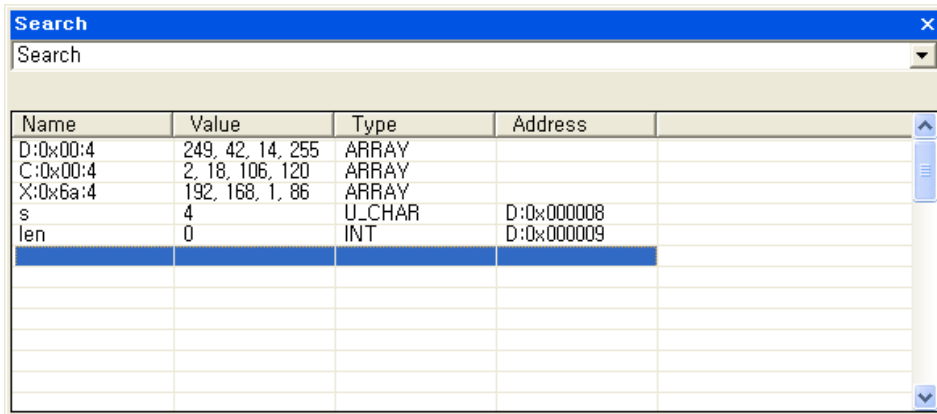 Search
Search
Name Value Type Address
D:0x00:4 249, 42, 14, 255 ARRAY
C:0x00:4 2, 18, 106, 120 ARRAY
X:0x6a:4 192, 168, 1, 86 ARRAY
s 4 U_CHAR D:0x000008
len 0 INT D:0x000009